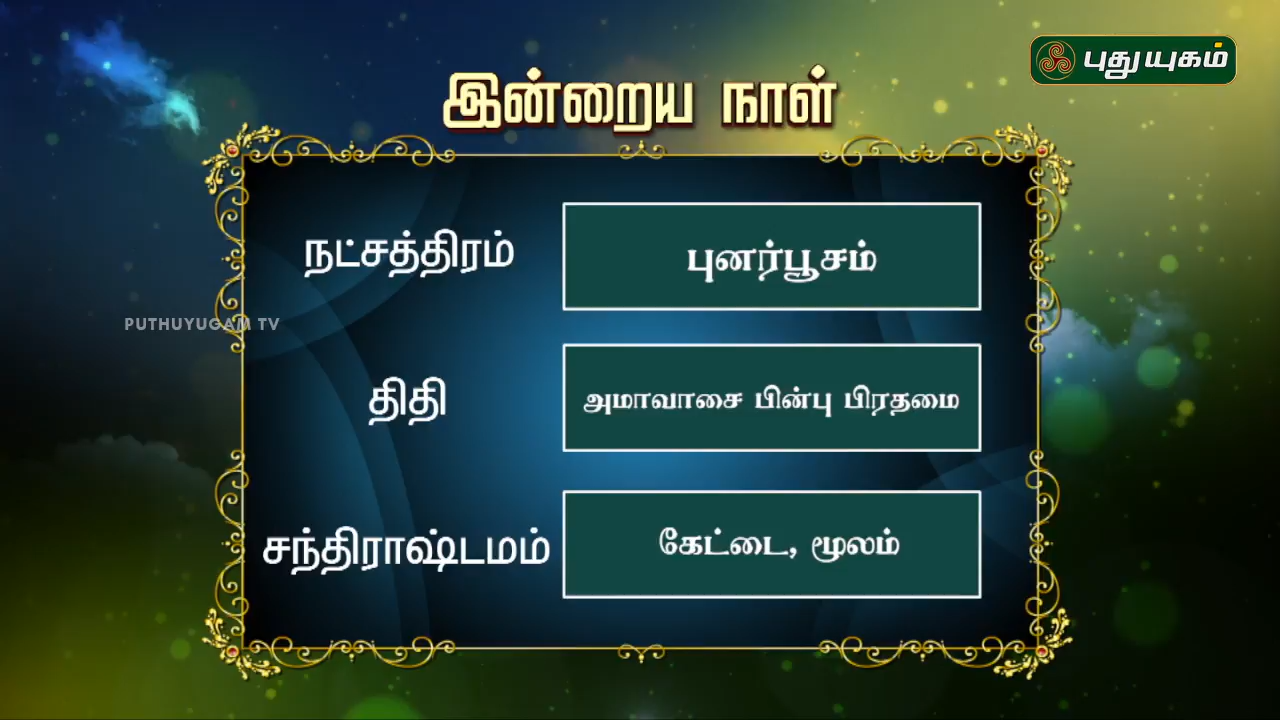 புதுயுகம்
இன்றைய நாள்
நட்சத்திரம் புனர்பூசம்
PUTHUYUGAM TV
திதி அமாவாசை பின்பு பிரதமை
சந்திராஷ்டமம் கேட்டை, மூலம்